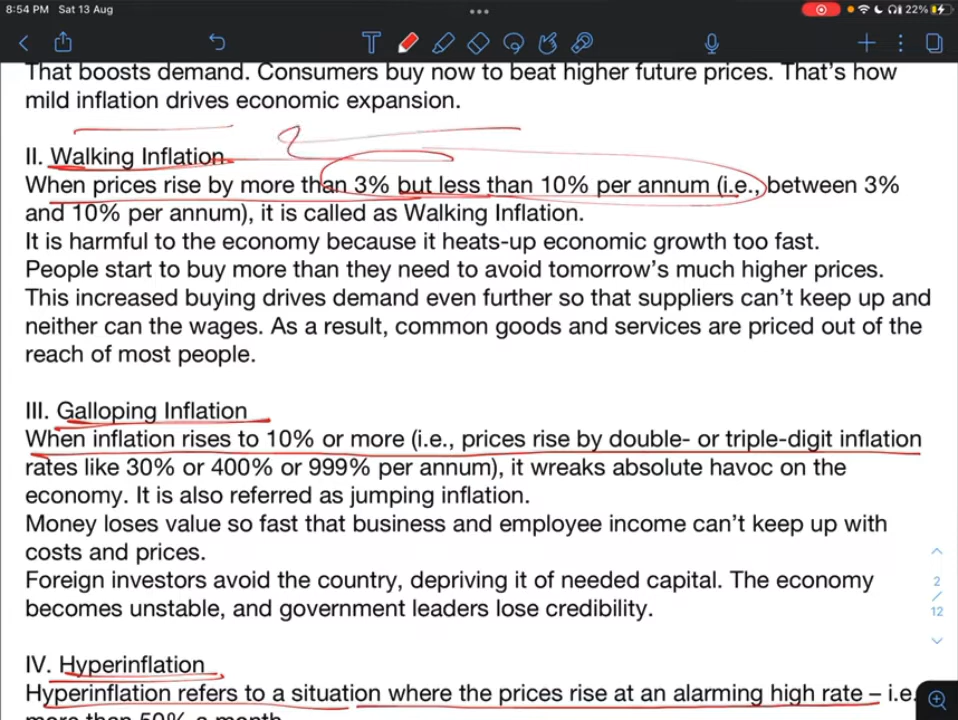 8:54 PM Sat 13 Aug
22%
That boosts demand. Consumers buy now to beat higher future prices. That's how
mild inflation drives economic expansion.
II. Walking Inflation
When prices rise by more than 3% but less than 10% per annum (i.e., between 3%
and 10% per annum), it is called as Walking Inflation.
It is harmful to the economy because it heats-up economic growth too fast.
People start to buy more than they need to avoid tomorrow's much higher prices.
This increased buying drives demand even further so that suppliers can't keep up and
neither can the wages. As a result, common goods and services are priced out of the
reach of most people.
III. Galloping Inflation
When inflation rises to 10% or more (i.e., prices rise by double- or triple-digit inflation
rates like 30% or 400% or 999% per annum), it wreaks absolute havoc on the
economy. It is also referred as jumping inflation.
Money loses value so fast that business and employee income can't keep up with
costs and prices.
Foreign investors avoid the country, depriving it of needed capital. The economy
becomes unstable, and government leaders lose credibility.
2
/
12
IV. Hyperinflation
Hyperinflation refers to a situation where the prices rise at an alarming high rate – i.e.
more than 50% a month